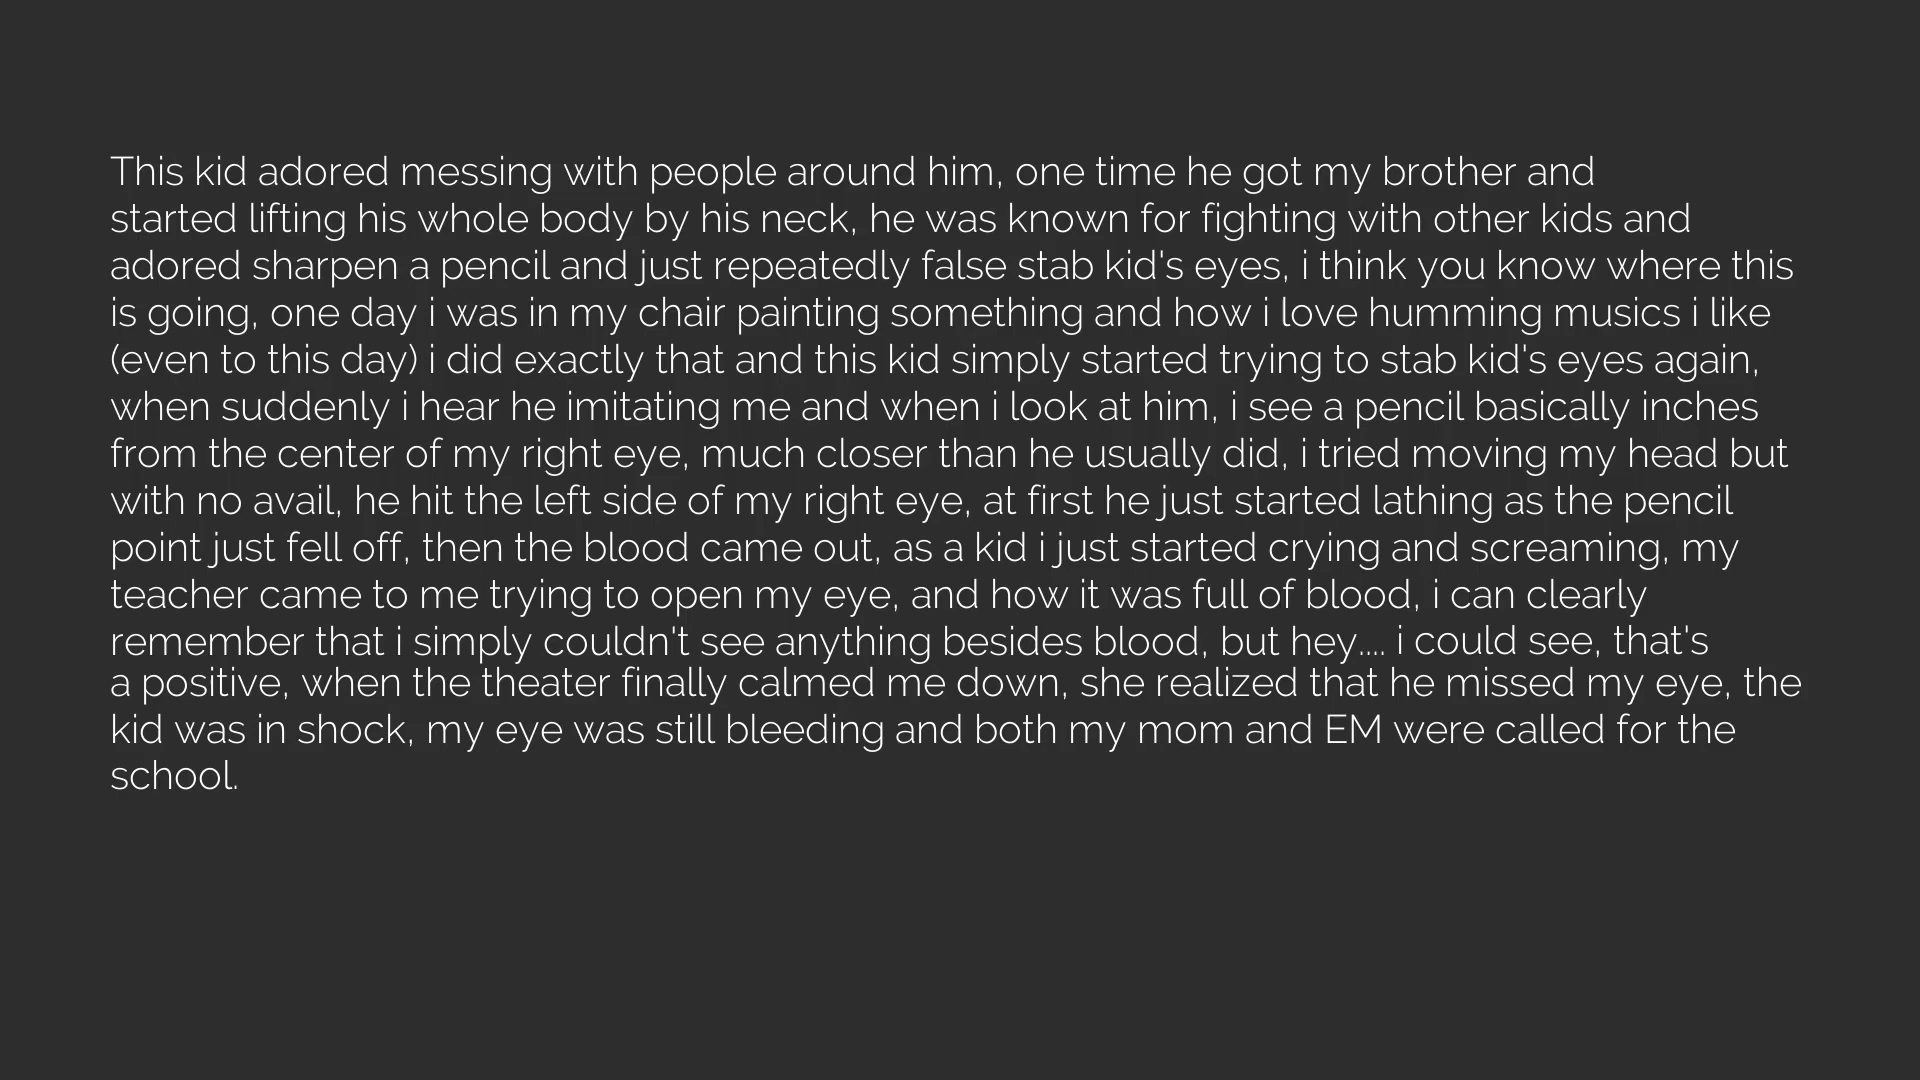 This kid adored messing with people around him, one time he got my brother and
started lifting his whole body by his neck, he was known for fighting with other kids and
adored sharpen a pencil and just repeatedly false stab kid's eyes, i think you know where this
is going, one day i was in my chair painting something and how i love humming musics i like
(even to this day) i did exactly that and this kid simply started trying to stab kid's eyes again,
when suddenly i hear he imitating me and when i look at him, i see a pencil basically inches
from the center of my right eye, much closer than he usually did, i tried moving my head but
with no avail, he hit the left side of my right eye, at first he just started lathing as the pencil
point just fell off, then the blood came out, as a kid i just started crying and screaming, my
teacher came to me trying to open my eye, and how it was full of blood, i can clearly
remember that i simply couldn't see anything besides blood, but hey.... i could see, that's
a positive, when the theater finally calmed me down, she realized that he missed my eye, the
kid was in shock, my eye was still bleeding and both my mom and EM were called for the
school.